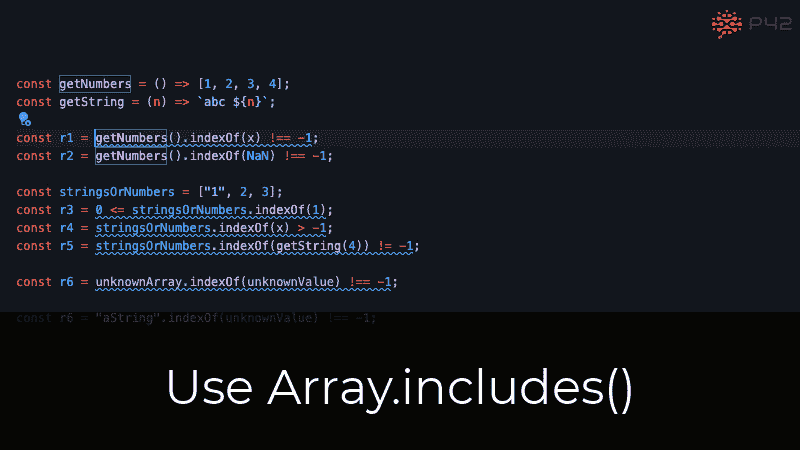 P42
const getNumbers = () => [1, 2, 3, 4];
const getString = (n) => `abc ${n}`;
const r1 = getNumbers().indexOf(x) !== -1;
const r2 = getNumbers().indexOf(NaN) !== -1;
const stringsOrNumbers = ["1", 2, 3];
const r3 = 0 <= stringsOrNumbers.indexOf(1);
const r4 = stringsOrNumbers.indexOf(x) > -1;
const r5 = stringsOrNumbers.indexOf(getString(4)) != -1;
const r6 = unknownArray.indexOf(unknownValue) !== -1;
const r6 = "aString".indexOf(unknownValue) !== -1;
Use Array.includes()